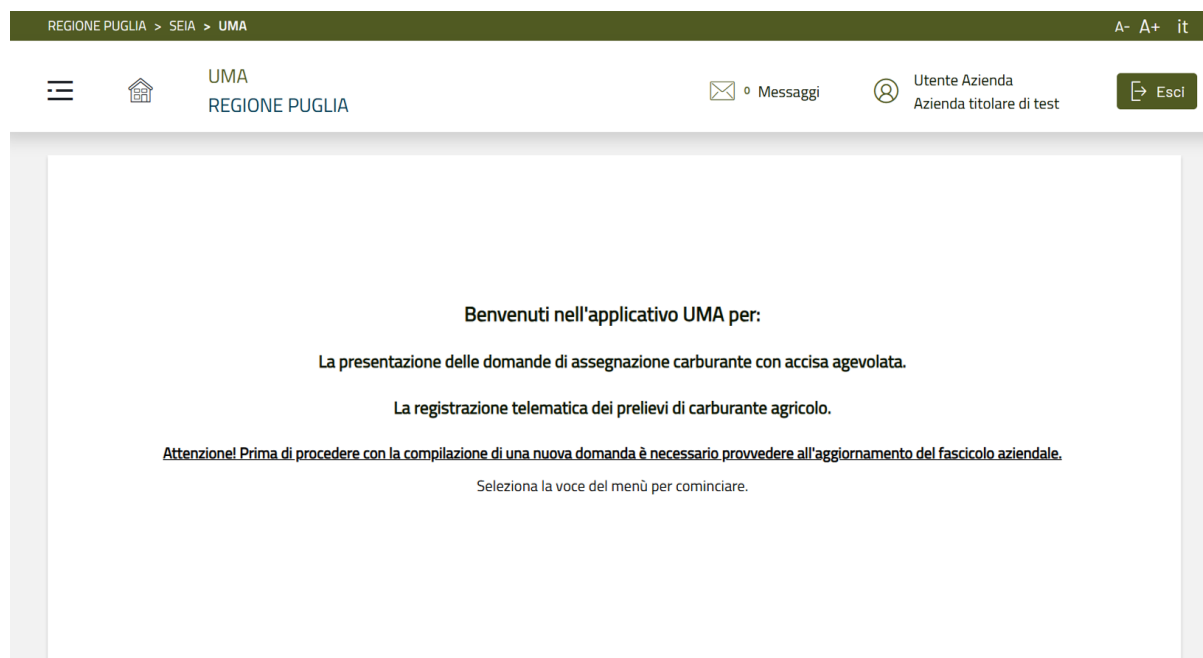 REGIONE PUGLIA > SEIA > UMA
A- A+ it
UMA
REGIONE PUGLIA
0 Messaggi
Utente Azienda
Azienda titolare di test
Esci
Benvenuti nell'applicativo UMA per:
La presentazione delle domande di assegnazione carburante con accisa agevolata.
La registrazione telematica dei prelievi di carburante agricolo.
Attenzione! Prima di procedere con la compilazione di una nuova domanda è necessario provvedere all'aggiornamento del fascicolo aziendale.
Seleziona la voce del menù per cominciare.